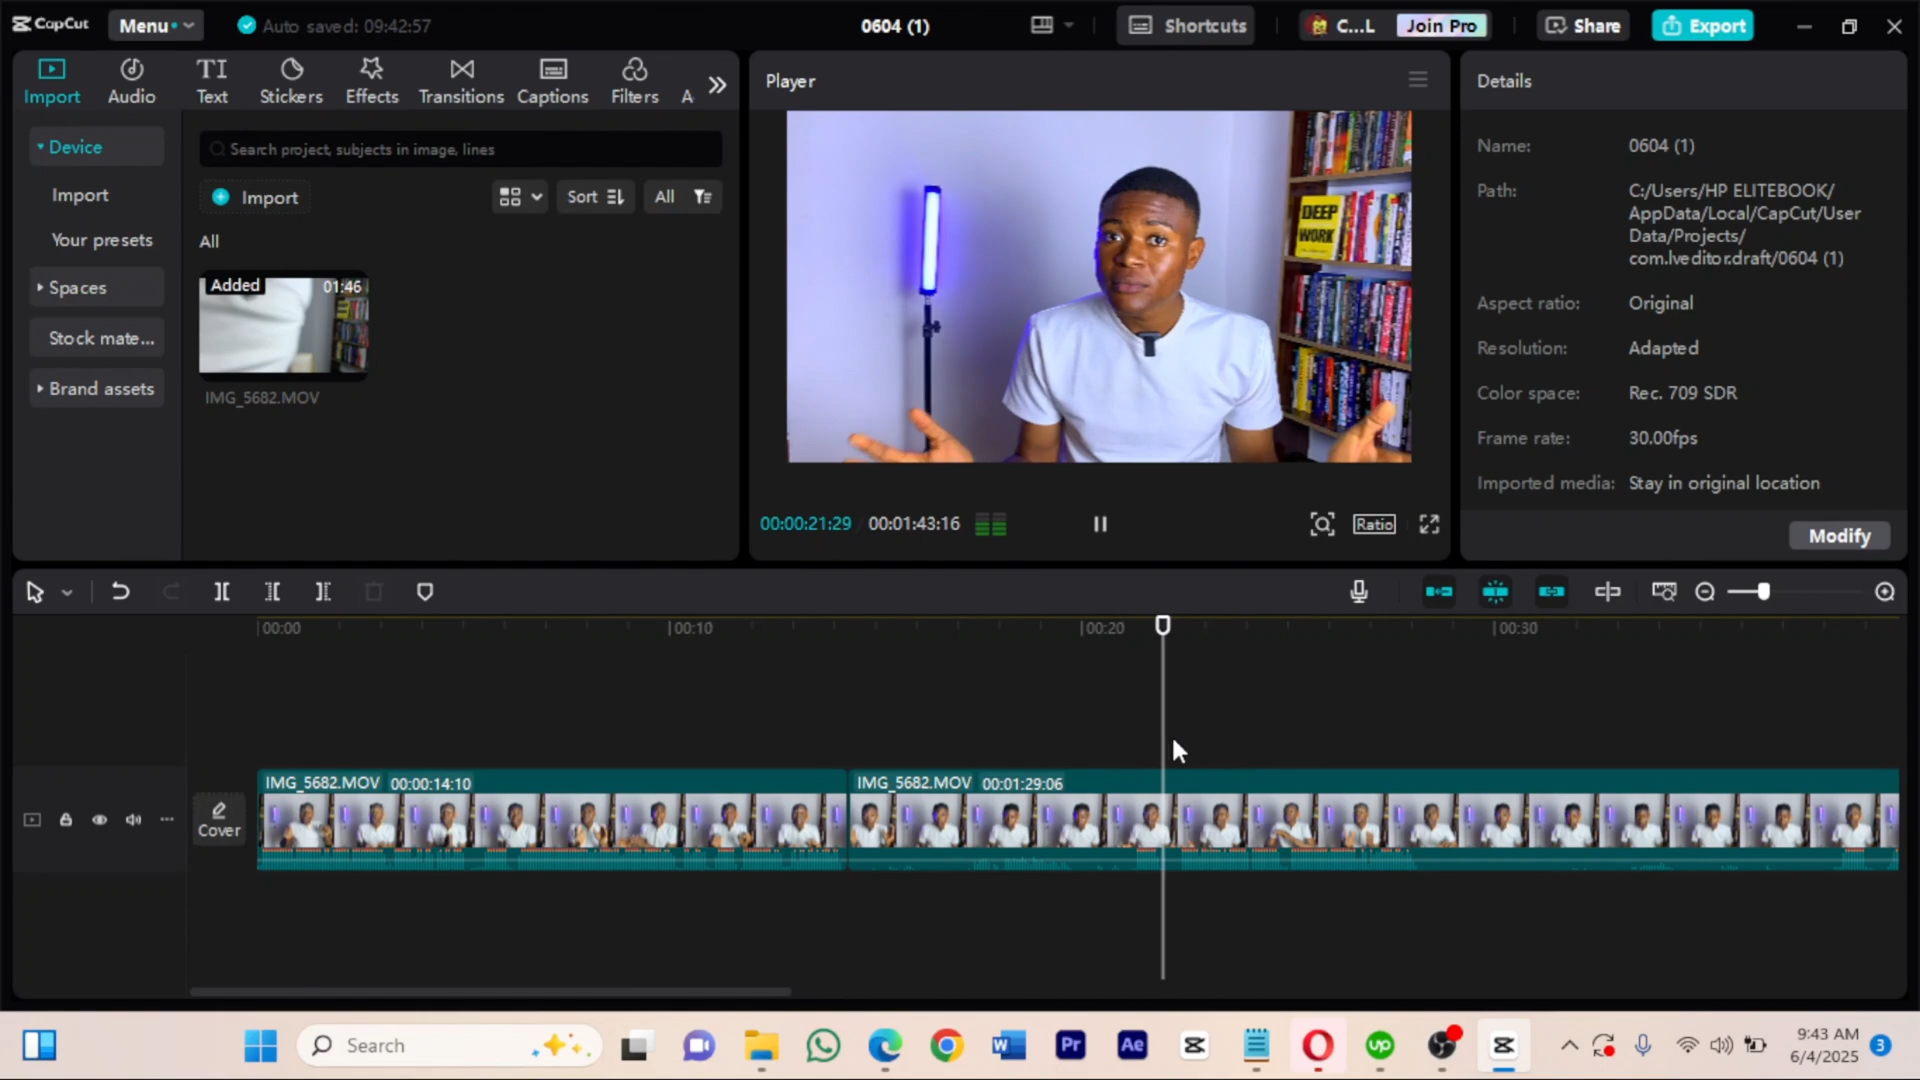 CapCut
Menu
Auto saved: 09:42:57
0604 (1)
Shortcuts
C...L
Join Pro
Share
Export
Import
Audio
TI
Text
Stickers
Effects
Transitions
Captions
Filters
A
Device
Import
Your presets
Spaces
Stock mate...
Brand assets
Search project, subjects in image, lines
Import
Sort
All
All
Added
01:46
IMG_5682.MOV
Player
DEEP
WORK
00:00:21:29
00:01:43:16
Ratio
Details
Name:
0604 (1)
Path:
C:/Users/HP ELITEBOOK/
AppData/Local/CapCut/User
Data/Projects/
com.lveditor.draft/0604 (1)
Aspect ratio:
Original
Resolution:
Adapted
Color space:
Rec. 709 SDR
Frame rate:
30.00fps
Imported media:
Stay in original location
Modify
00:00
00:10
00:20
00:30
Cover
IMG_5682.MOV 00:00:14:10
IMG_5682.MOV 00:01:29:06
Search
W
Pr
Ae
up
9:43 AM
6/4/2025
3